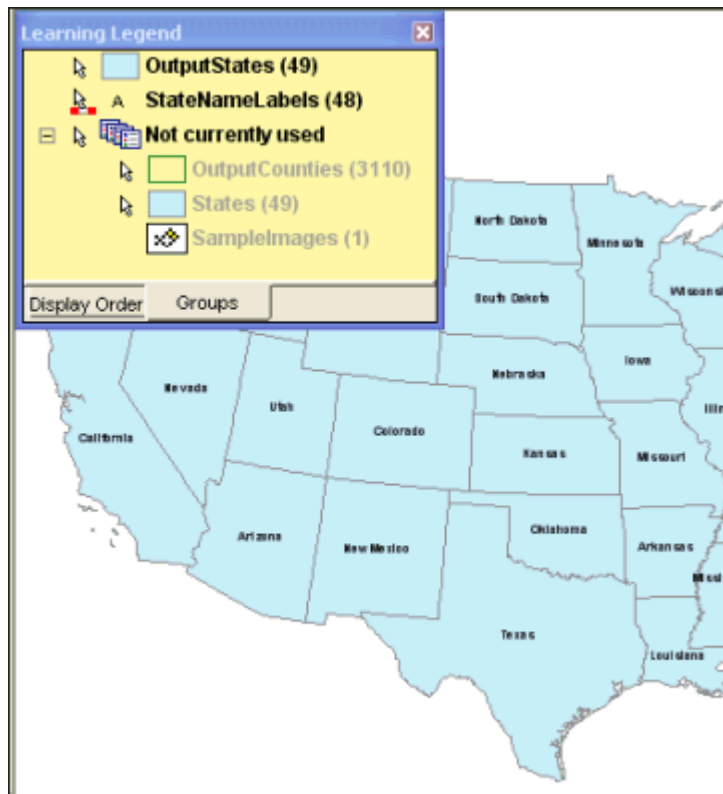 Learning Legend
OutputStates (49)
A StateNameLabels (48)
Not currently used
OutputCounties (3110)
States (49)
SampleImages (1)
Display Order
Groups
North Dakota
Minnesota
South Dakota
Wisconsin
Iowa
Nebraska
Nevada
Utah
Illin
Colorado
California
Kansas
Missouri
Oklahoma
Arizona
New Mexico
Arkansas
Missi
Texas
Louisiana